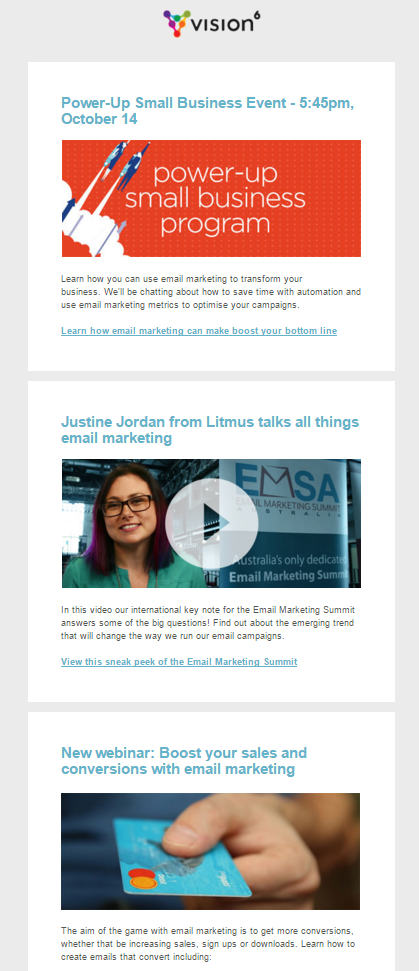 vision6
Power-Up Small Business Event - 5:45pm,
October 14
power-up
small business
program
Learn how you can use email marketing to transform your
business. We'll be chatting about how to save time with automation and
use email marketing metrics to optimise your campaigns.
Learn how email marketing can make boost your bottom line
Justine Jordan from Litmus talks all things
email marketing
EMSA
EMAIL MARKETING SUMMIT
AUSTRALIA
Australia's only dedicated
Email Marketing Summit
In this video our international key note for the Email Marketing Summit
answers some of the big questions! Find out about the emerging trend
that will change the way we run our email campaigns.
View this sneak peek of the Email Marketing Summit
New webinar: Boost your sales and
conversions with email marketing
The aim of the game with email marketing is to get more conversions,
whether that be increasing sales, sign ups or downloads. Learn how to
create emails that convert including: